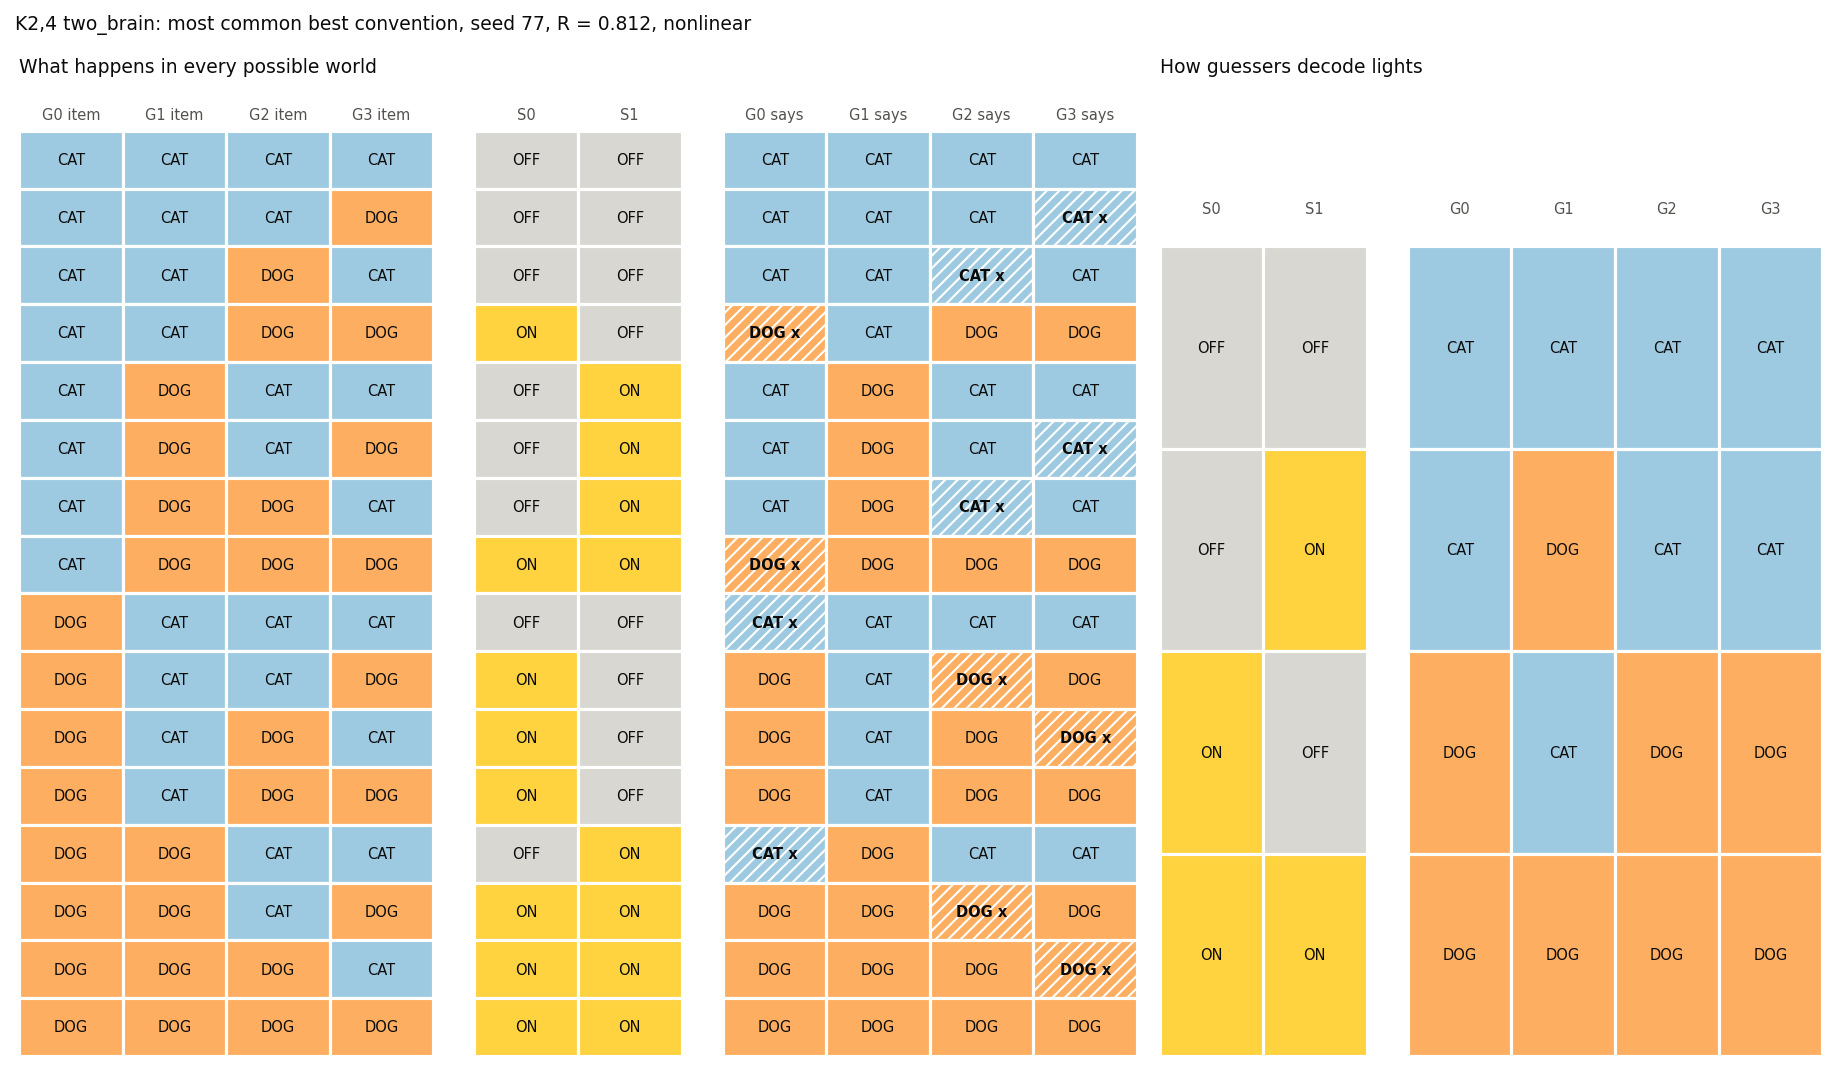 K2,4 two_brain: most common best convention, seed 77, R = 0.812, nonlinear
What happens in every possible world
How guessers decode lights
G0 item G1 item G2 item G3 item S0 S1 G0 says G1 says G2 says G3 says
CAT CAT CAT CAT OFF OFF CAT CAT CAT CAT
CAT CAT CAT DOG OFF OFF CAT CAT CAT CAT x
CAT CAT DOG CAT OFF OFF CAT CAT CAT x CAT
CAT CAT DOG DOG ON OFF DOG x CAT DOG DOG
CAT DOG CAT CAT OFF ON CAT DOG CAT CAT
CAT DOG CAT DOG OFF ON CAT DOG CAT CAT x
CAT DOG DOG CAT OFF ON CAT DOG CAT x CAT
CAT DOG DOG DOG ON ON DOG x DOG DOG DOG
DOG CAT CAT CAT OFF OFF CAT x CAT CAT CAT
DOG CAT CAT DOG ON OFF DOG CAT DOG x DOG
DOG CAT DOG CAT ON OFF DOG CAT DOG DOG x
DOG CAT DOG DOG ON OFF DOG CAT DOG DOG
DOG DOG CAT CAT OFF ON CAT x DOG CAT CAT
DOG DOG CAT DOG ON ON DOG DOG DOG x DOG
DOG DOG DOG CAT ON ON DOG DOG DOG DOG x
DOG DOG DOG DOG ON ON DOG DOG DOG DOG
S0 S1 G0 G1 G2 G3
OFF OFF CAT CAT CAT CAT
OFF ON CAT DOG CAT CAT
ON OFF DOG CAT DOG DOG
ON ON DOG DOG DOG DOG